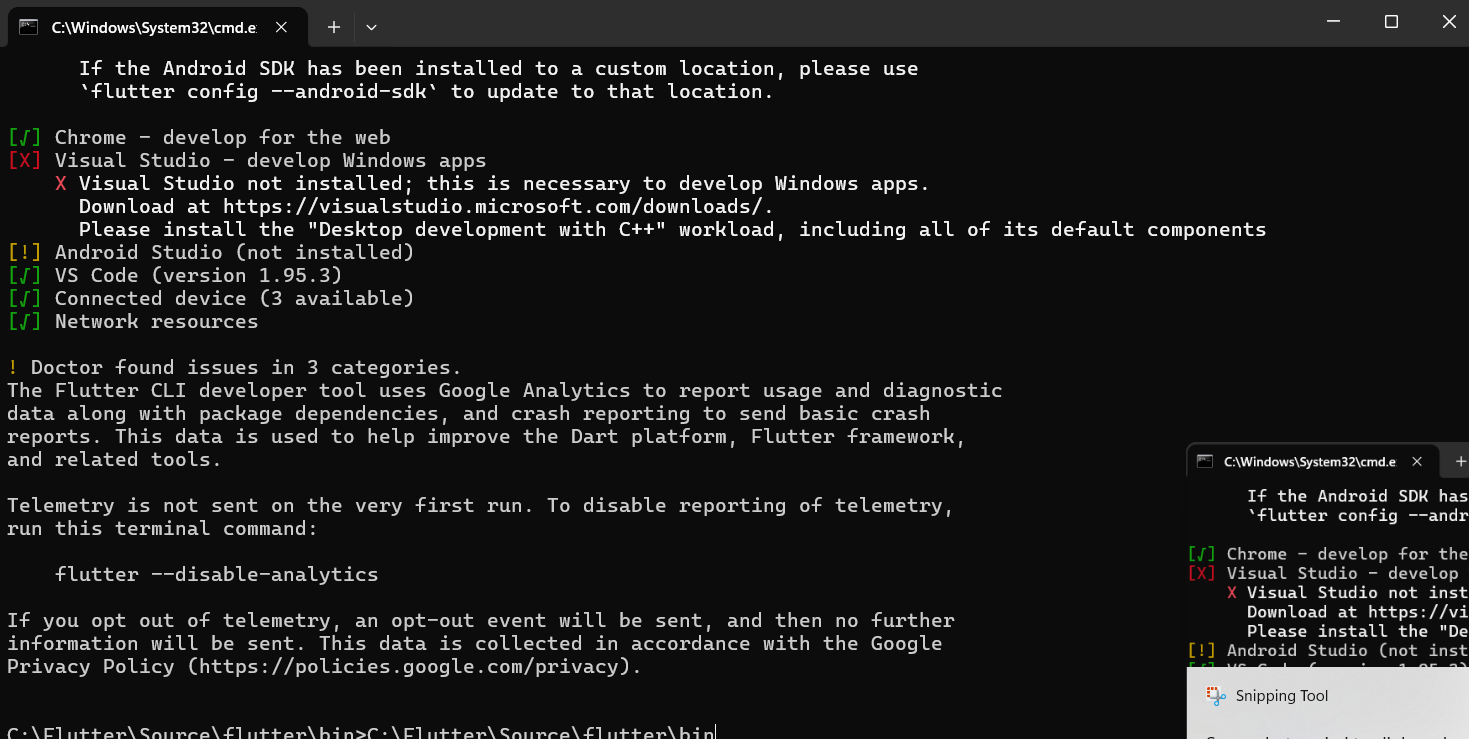 C:\Windows\System32\cmd.e
If the Android SDK has been installed to a custom location, please use
`flutter config --android-sdk` to update to that location.
[√] Chrome - develop for the web
[X] Visual Studio - develop Windows apps
X Visual Studio not installed; this is necessary to develop Windows apps.
Download at https://visualstudio.microsoft.com/downloads/.
Please install the "Desktop development with C++" workload, including all of its default components
[!] Android Studio (not installed)
[√] VS Code (version 1.95.3)
[√] Connected device (3 available)
[√] Network resources
! Doctor found issues in 3 categories.
The Flutter CLI developer tool uses Google Analytics to report usage and diagnostic
data along with package dependencies, and crash reporting to send basic crash
reports. This data is used to help improve the Dart platform, Flutter framework,
and related tools.
Telemetry is not sent on the very first run. To disable reporting of telemetry,
run this terminal command:
flutter --disable-analytics
If you opt out of telemetry, an opt-out event will be sent, and then no further
information will be sent. This data is collected in accordance with the Google
Privacy Policy (https://policies.google.com/privacy).
C:\Flutter\Source\flutter\bin>C:\Flutter\Source\flutter\bin
C:\Windows\System32\cmd.e
If the Android SDK has
`flutter config --andr
[√] Chrome - develop for the
[X] Visual Studio - develop
X Visual Studio not inst
Download at https://vi
Please install the "De
[!] Android Studio (not inst
Snipping Tool